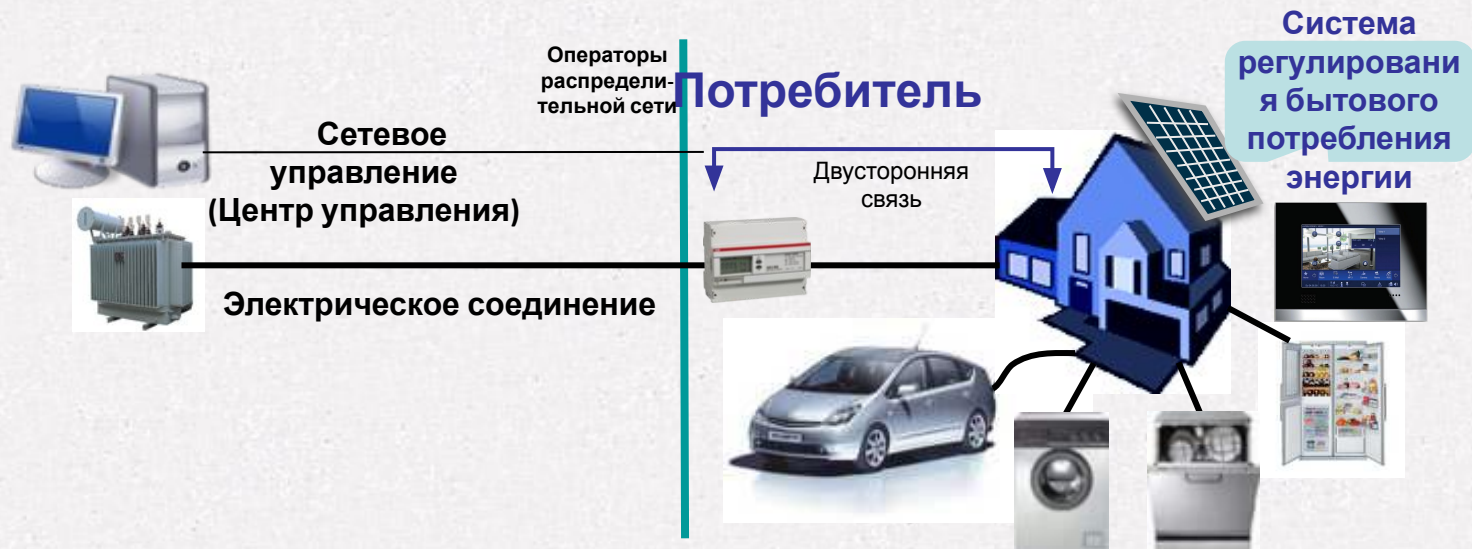 Операторы
распредели-
тельной сети
Потребитель
Система
регулировани
я бытового
потребления
энергии
Сетевое
управление
(Центр управления)
Двусторонняя
связь
Электрическое соединение